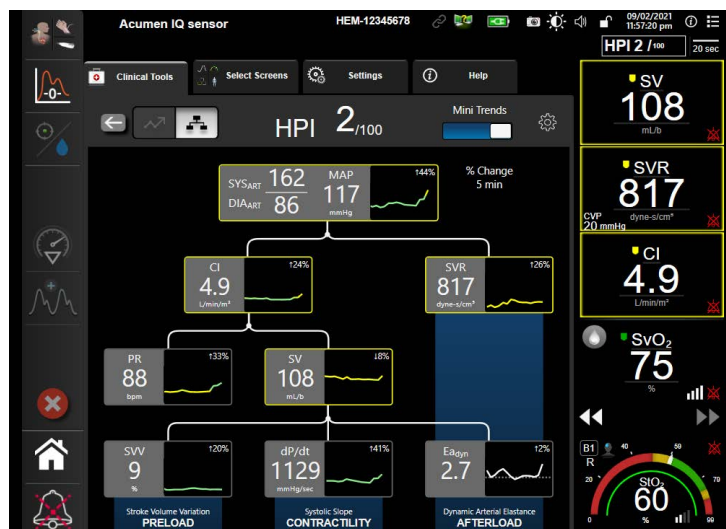 Acumen IQ sensor
HEM-12345678
09/02/2021
11:57:20 pm
HPI 2 /100
20 sec
-0-
Clinical Tools
Select Screens
Settings
Help
HPI 2/100
Mini Trends
% Change
5 min
SYSART 162
DIAART 86
MAP
117
mmHg
↑44%
CI
4.9
L/min/m²
↑24%
SVR
817
dyne-s/cm⁵
↑26%
PR
88
bpm
↑33%
SV
108
mL/b
↓8%
SVV
9
%
↑20%
dP/dt
1129
mmHg/sec
↑41%
Eadyn
2.7
↑2%
Stroke Volume Variation
PRELOAD
Systolic Slope
CONTRACTILITY
Dynamic Arterial Elastance
AFTERLOAD
SV
108
mL/b
SVR
817
dyne-s/cm⁵
CVP
20 mmHg
CI
4.9
L/min/m²
SvO₂
75
%
B1
R
20
40
50
70
StO₂
60
%